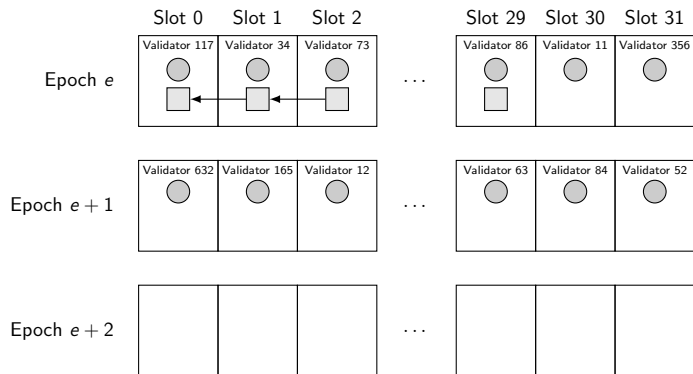 Slot 0 Slot 1 Slot 2 Slot 29 Slot 30 Slot 31
Epoch e
Validator 117 Validator 34 Validator 73 ... Validator 86 Validator 11 Validator 356
Epoch e + 1
Validator 632 Validator 165 Validator 12 ... Validator 63 Validator 84 Validator 52
Epoch e + 2
...